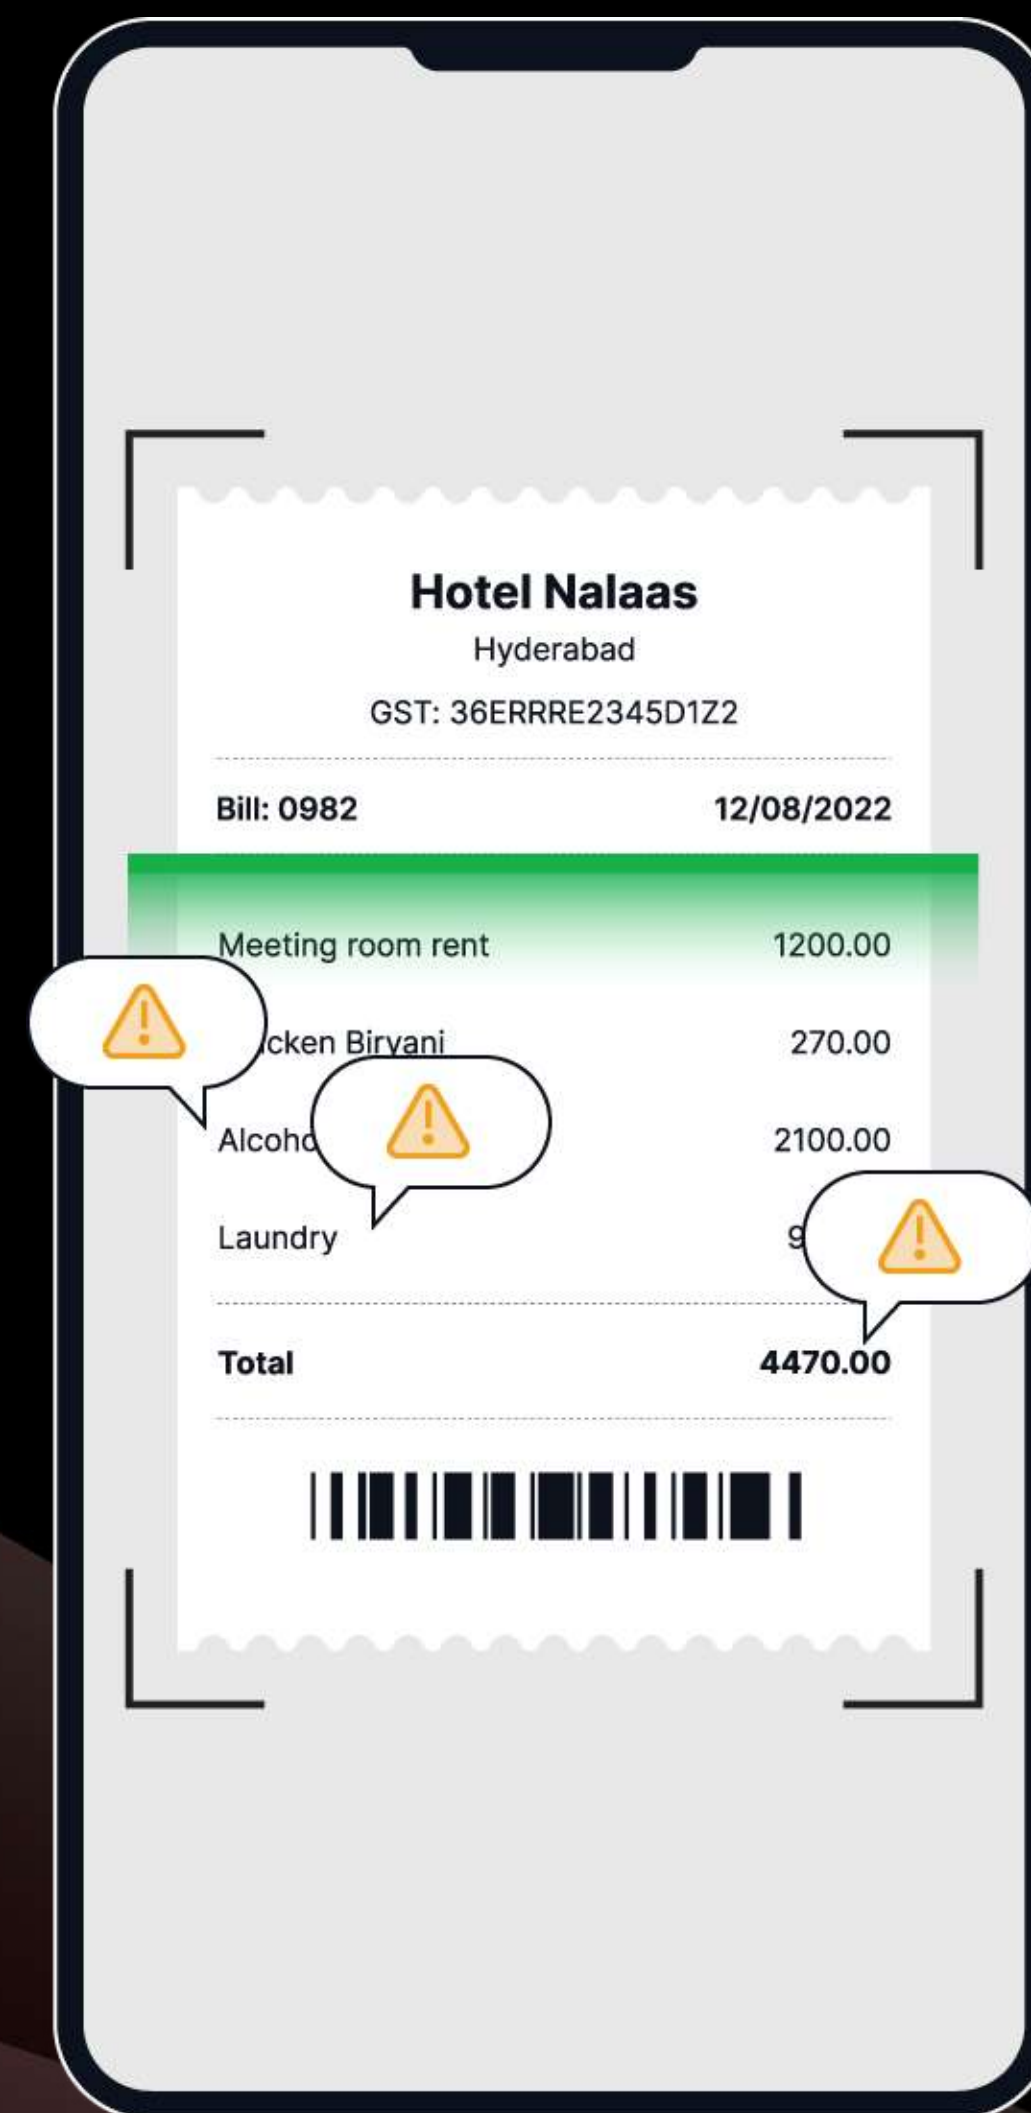 Hotel Nalaas
Hyderabad
GST: 36ERRRE2345D1Z2
Bill: 0982 12/08/2022
Meeting room rent 1200.00
Biryani 270.00
2100.00
Laundry
Total 4470.00